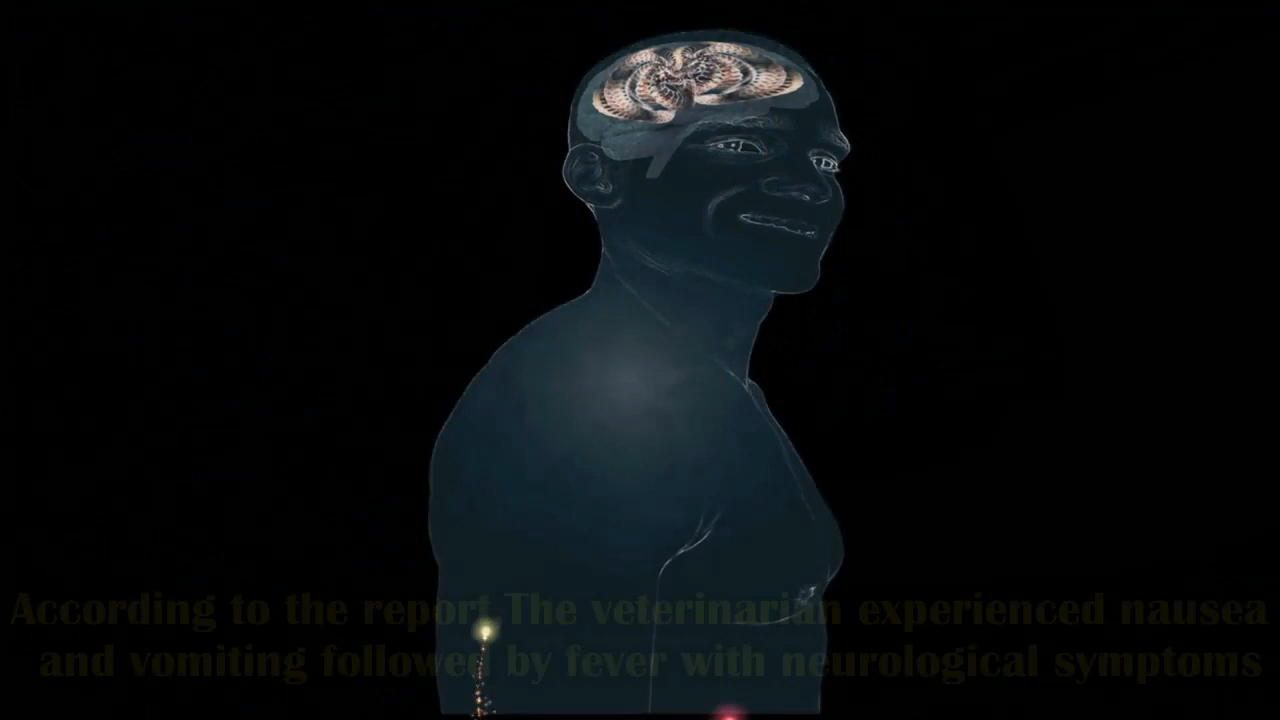 According to the report The veterinarian experienced nausea
and vomiting followed by fever with neurological symptoms